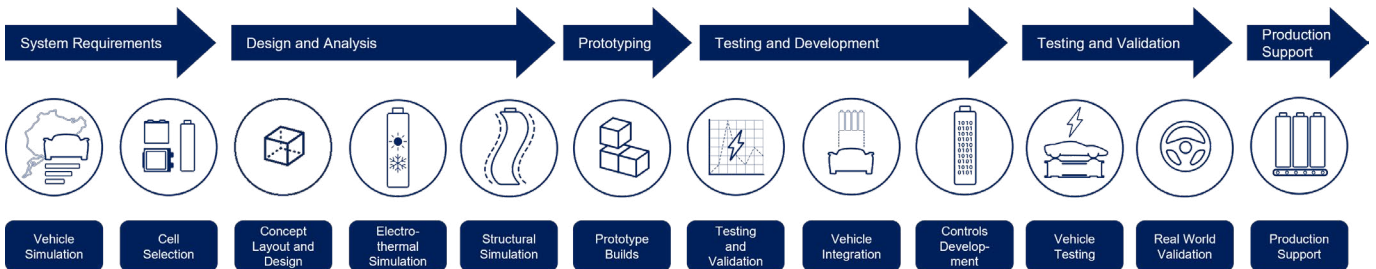 System Requirements
Design and Analysis
Prototyping
Testing and Development
Testing and Validation
Production
Support
1010
0101
1010
0101
1010
0101
1010
0101
Vehicle
Simulation
Cell
Selection
Concept
Layout and
Design
Electro-
thermal
Simulation
Structural
Simulation
Prototype
Builds
Testing
and
Validation
Vehicle
Integration
Controls
Develop-
ment
Vehicle
Testing
Real World
Validation
Production
Support